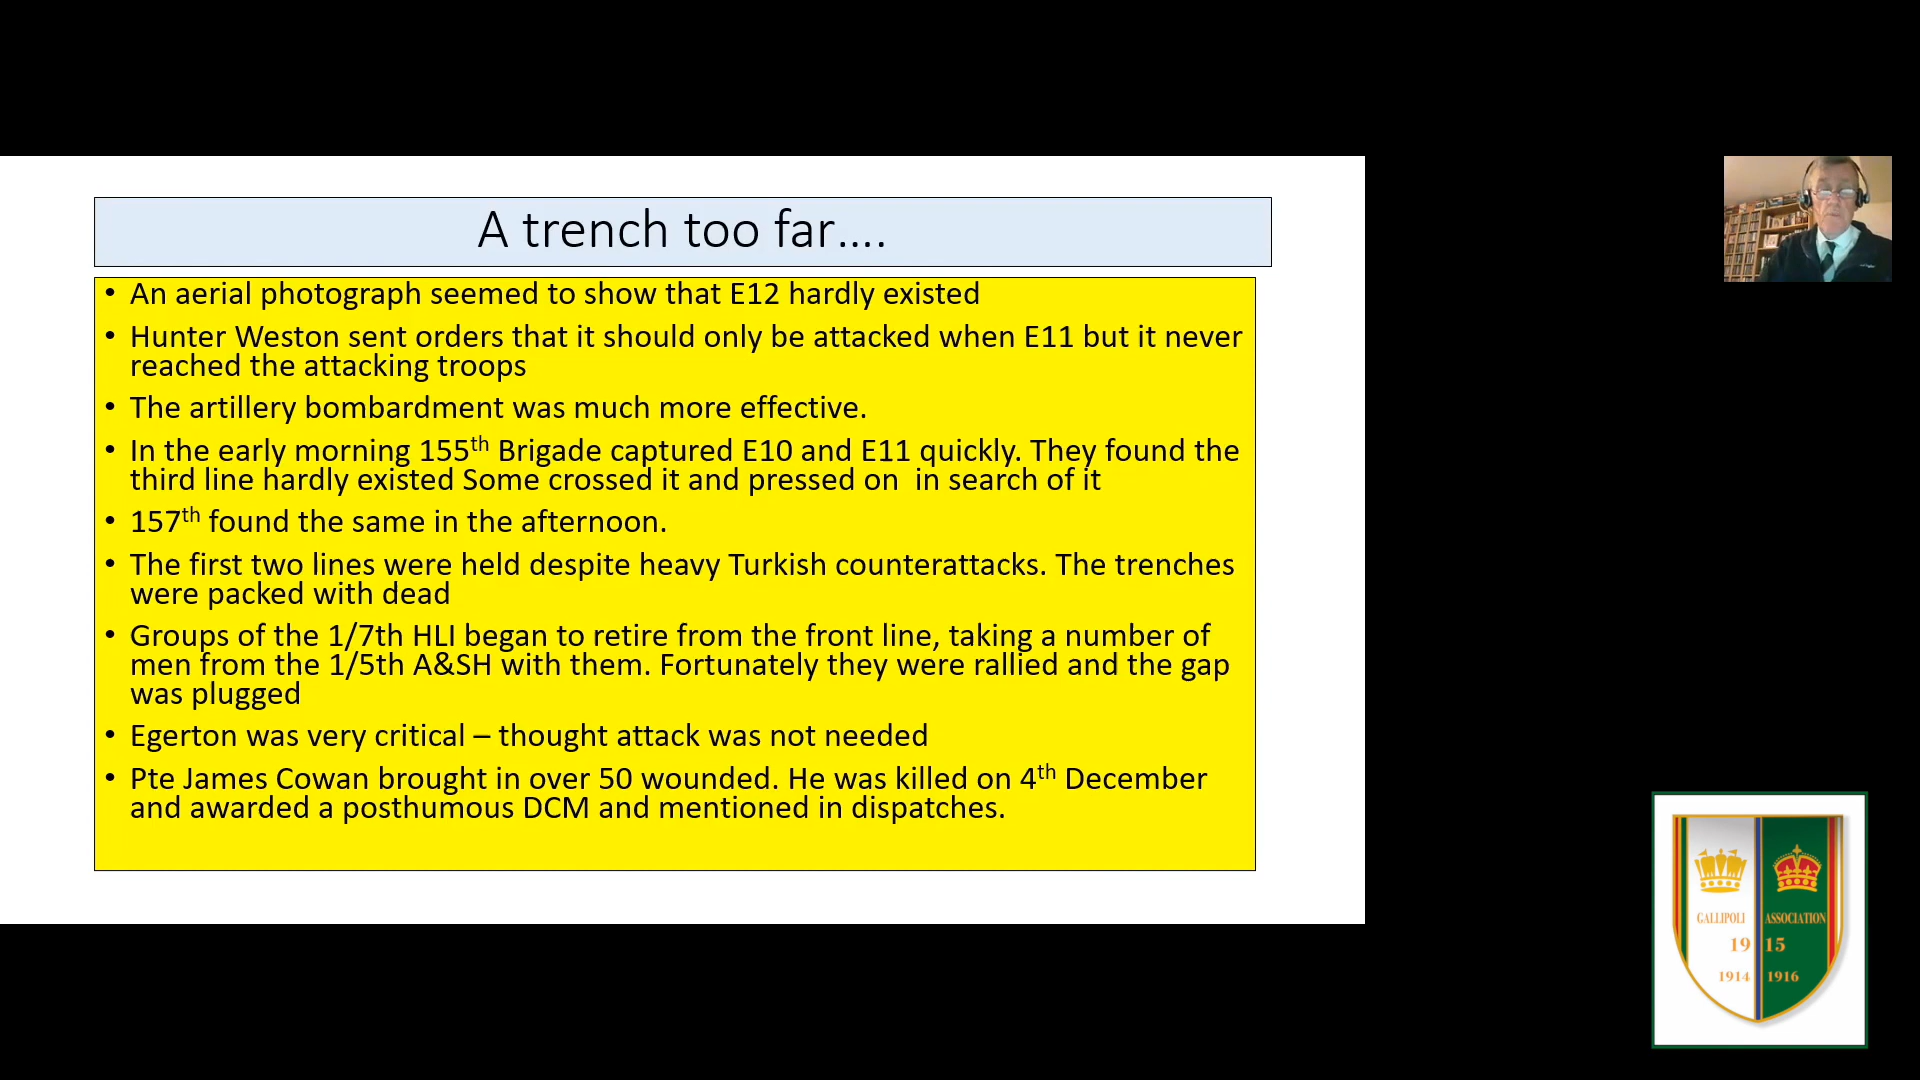 A trench too far....
• An aerial photograph seemed to show that E12 hardly existed
• Hunter Weston sent orders that it should only be attacked when E11 but it never
reached the attacking troops
• The artillery bombardment was much more effective.
• In the early morning 155th Brigade captured E10 and E11 quickly. They found the
third line hardly existed Some crossed it and pressed on  in search of it
• 157th found the same in the afternoon.
• The first two lines were held despite heavy Turkish counterattacks. The trenches
were packed with dead
• Groups of the 1/7th HLI began to retire from the front line, taking a number of
men from the 1/5th A&SH with them. Fortunately they were rallied and the gap
was plugged
• Egerton was very critical – thought attack was not needed
• Pte James Cowan brought in over 50 wounded. He was killed on 4th December
and awarded a posthumous DCM and mentioned in dispatches.
GALLIPOLI ASSOCIATION
19 15
1914 1916